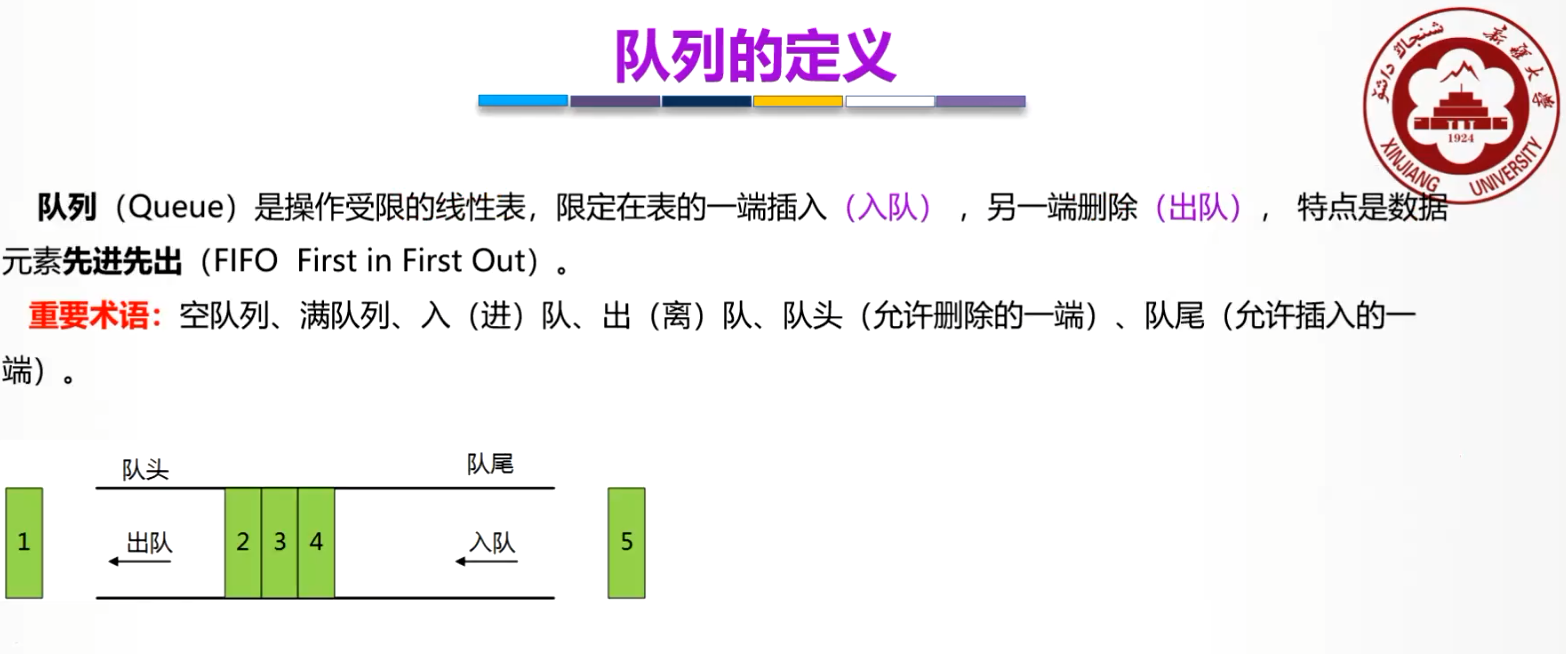 队列的定义
شىنجاڭ داشۆ
新疆大学
1924
XINJIANG UNIVERSITY
队列（Queue）是操作受限的线性表，限定在表的一端插入（入队） ，另一端删除（出队）， 特点是数据
元素先进先出（FIFO First in First Out）。
重要术语：空队列、满队列、入（进）队、出（离）队、队头（允许删除的一端）、队尾（允许插入的一
端）。
队头 队尾
1 出队 2 3 4 入队 5